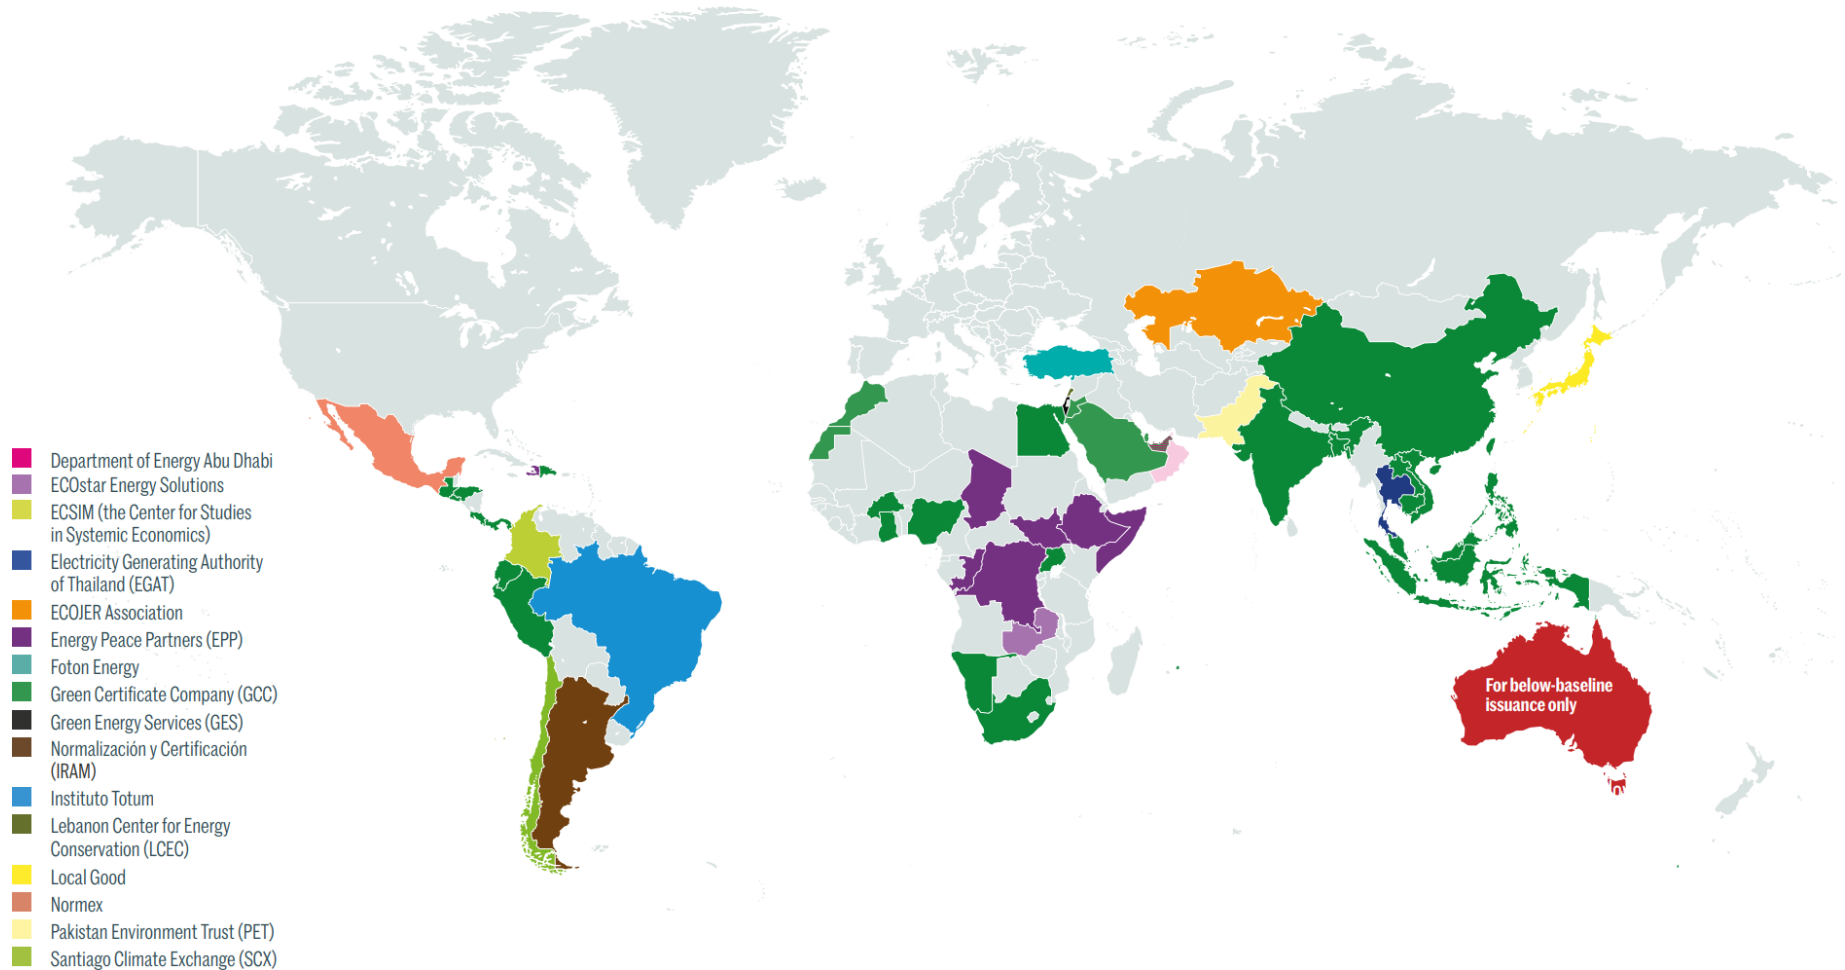 Department of Energy Abu Dhabi
ECOstar Energy Solutions
ECSIM (the Center for Studies
in Systemic Economics)
Electricity Generating Authority
of Thailand (EGAT)
ECOJER Association
Energy Peace Partners (EPP)
Foton Energy
Green Certificate Company (GCC)
Green Energy Services (GES)
Normalización y Certificación
(IRAM)
Instituto Totum
Lebanon Center for Energy
Conservation (LCEC)
Local Good
Normex
Pakistan Environment Trust (PET)
Santiago Climate Exchange (SCX)
For below-baseline
issuance only